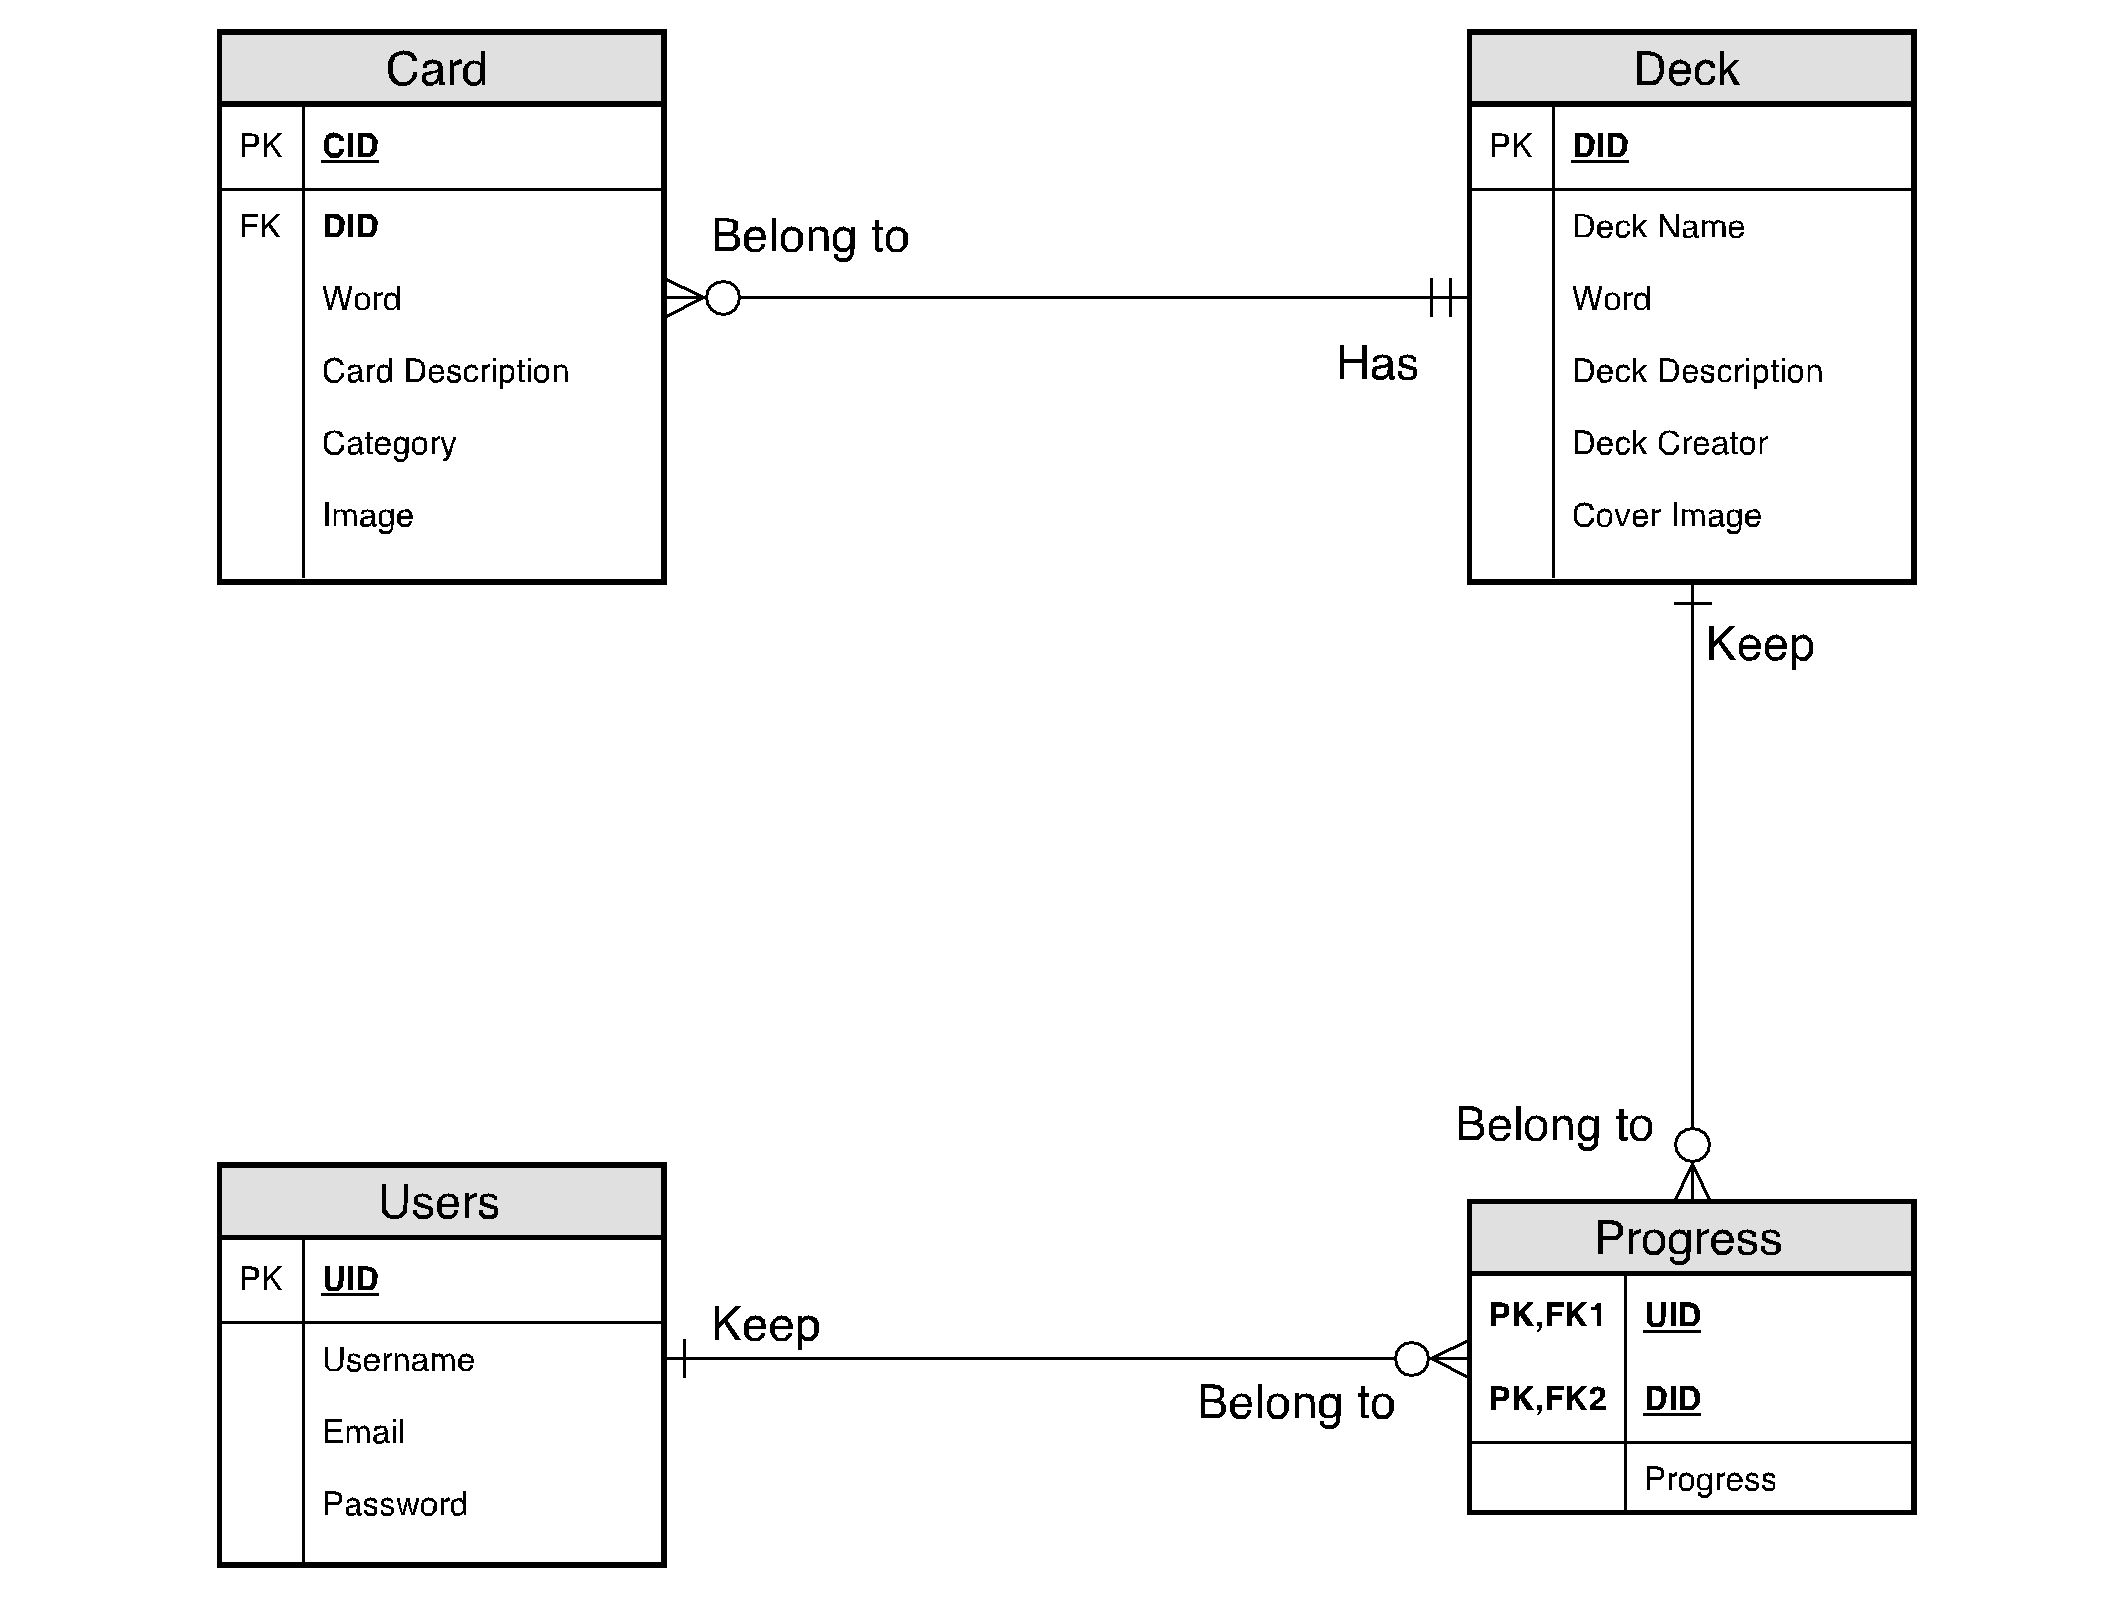 Card
PK CID
FK DID
Word
Card Description
Category
Image
Belong to
Has
Deck
PK DID
Deck Name
Word
Deck Description
Deck Creator
Cover Image
Keep
Belong to
Users
PK UID
Username
Email
Password
Keep
Belong to
Progress
PK,FK1 UID
PK,FK2 DID
Progress